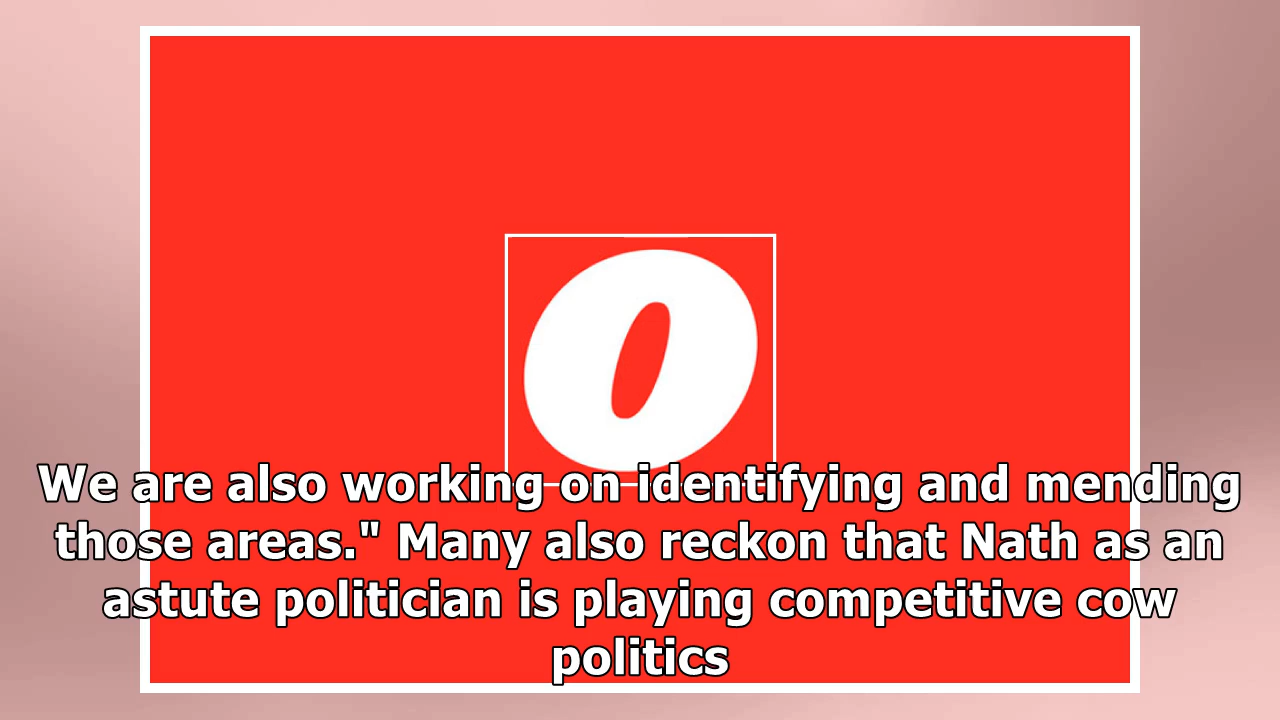 O
We are also working on identifying and mending
those areas." Many also reckon that Nath as an
astute politician is playing competitive cow
politics